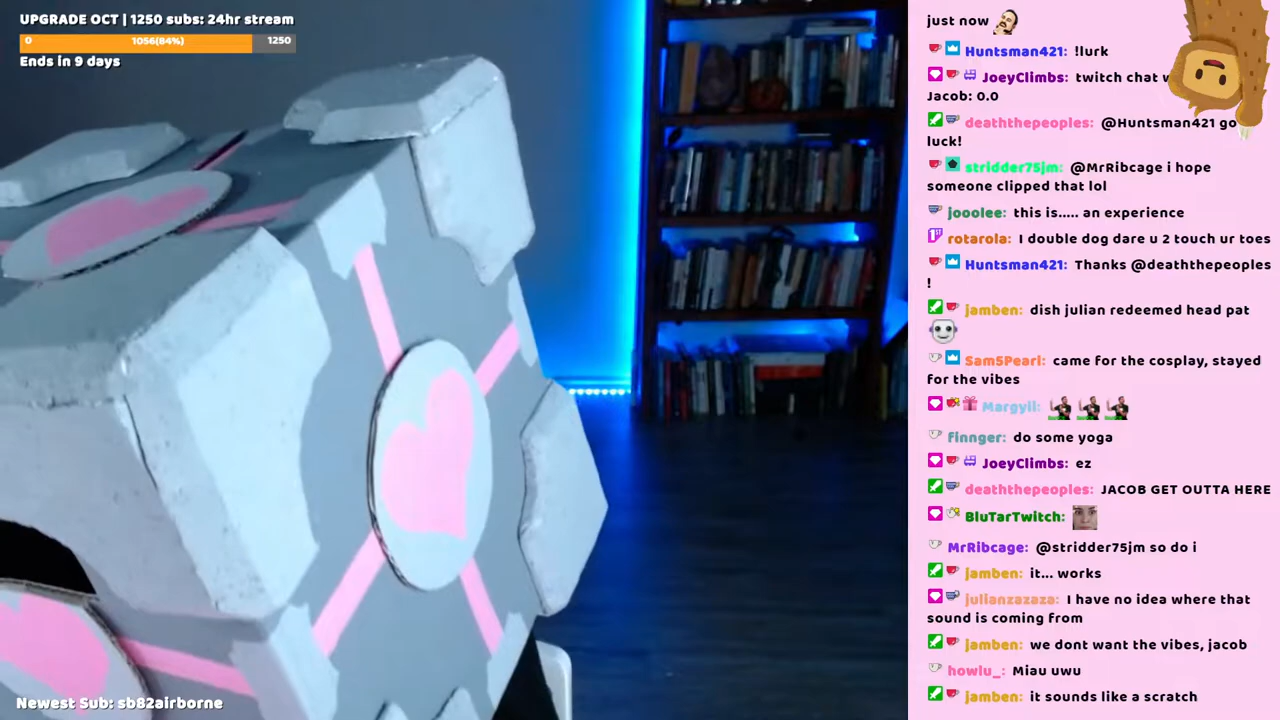 UPGRADE OCT | 1250 subs: 24hr stream
0 1056(84%) 1250
Ends in 9 days
Newest Sub: sb82airborne
just now
Huntsman421: !lurk
JoeyClimbs: twitch chat
Jacob: 0.0
deaththepeoples: @Huntsman421 go
luck!
stridder75jm: @MrRibcage i hope
someone clipped that lol
jooolee: this is..... an experience
rotarola: I double dog dare u 2 touch ur toes
Huntsman421: Thanks @deaththepeoples
!
jamben: dish julian redeemed head pat
Sam5Pearl: came for the cosplay, stayed
for the vibes
Margyll:
finnger: do some yoga
JoeyClimbs: ez
deaththepeoples: JACOB GET OUTTA HERE
BluTarTwitch:
MrRibcage: @stridder75jm so do i
jamben: it... works
julianzazaza: I have no idea where that
sound is coming from
jamben: we dont want the vibes, jacob
howlu_: Miau uwu
jamben: it sounds like a scratch